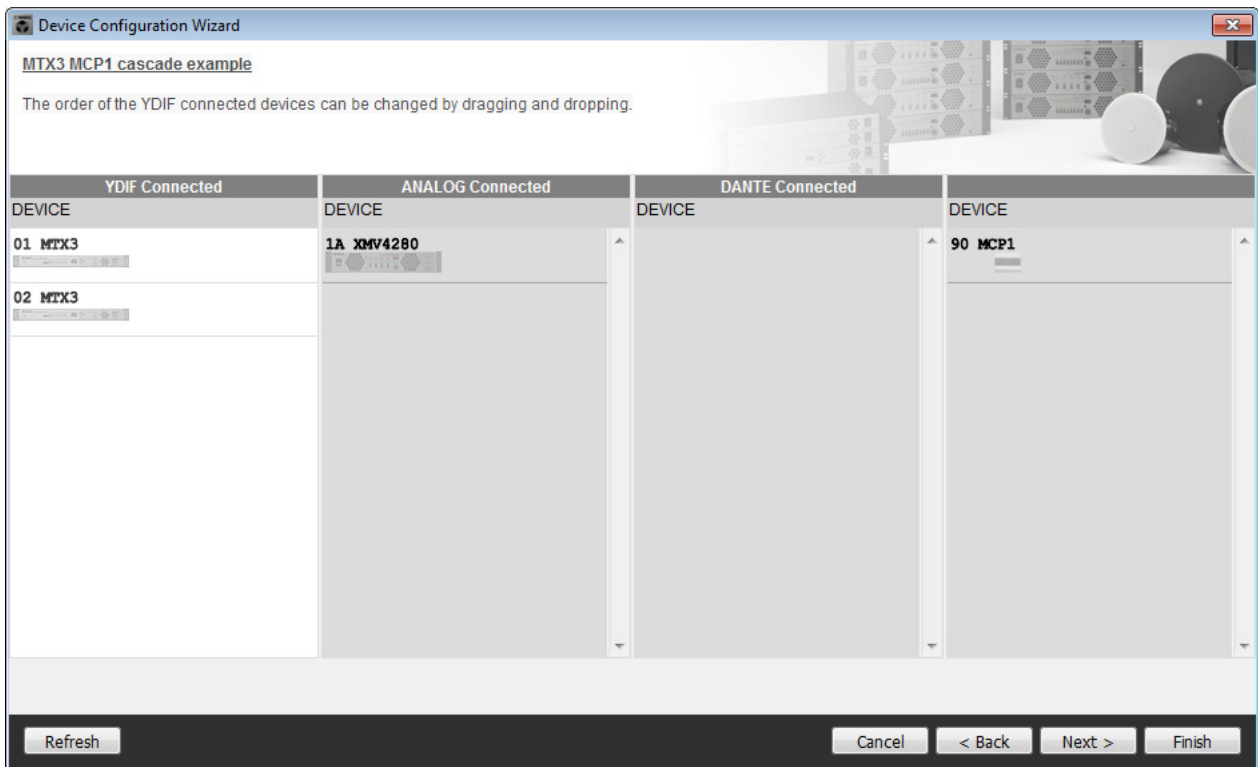 Device Configuration Wizard
MTX3 MCP1 cascade example
The order of the YDIF connected devices can be changed by dragging and dropping.
YDIF Connected
ANALOG Connected
DANTE Connected
DEVICE
DEVICE
DEVICE
DEVICE
01 MTX3
1A XMV4280
90 MCP1
02 MTX3
Refresh
Cancel
< Back
Next >
Finish